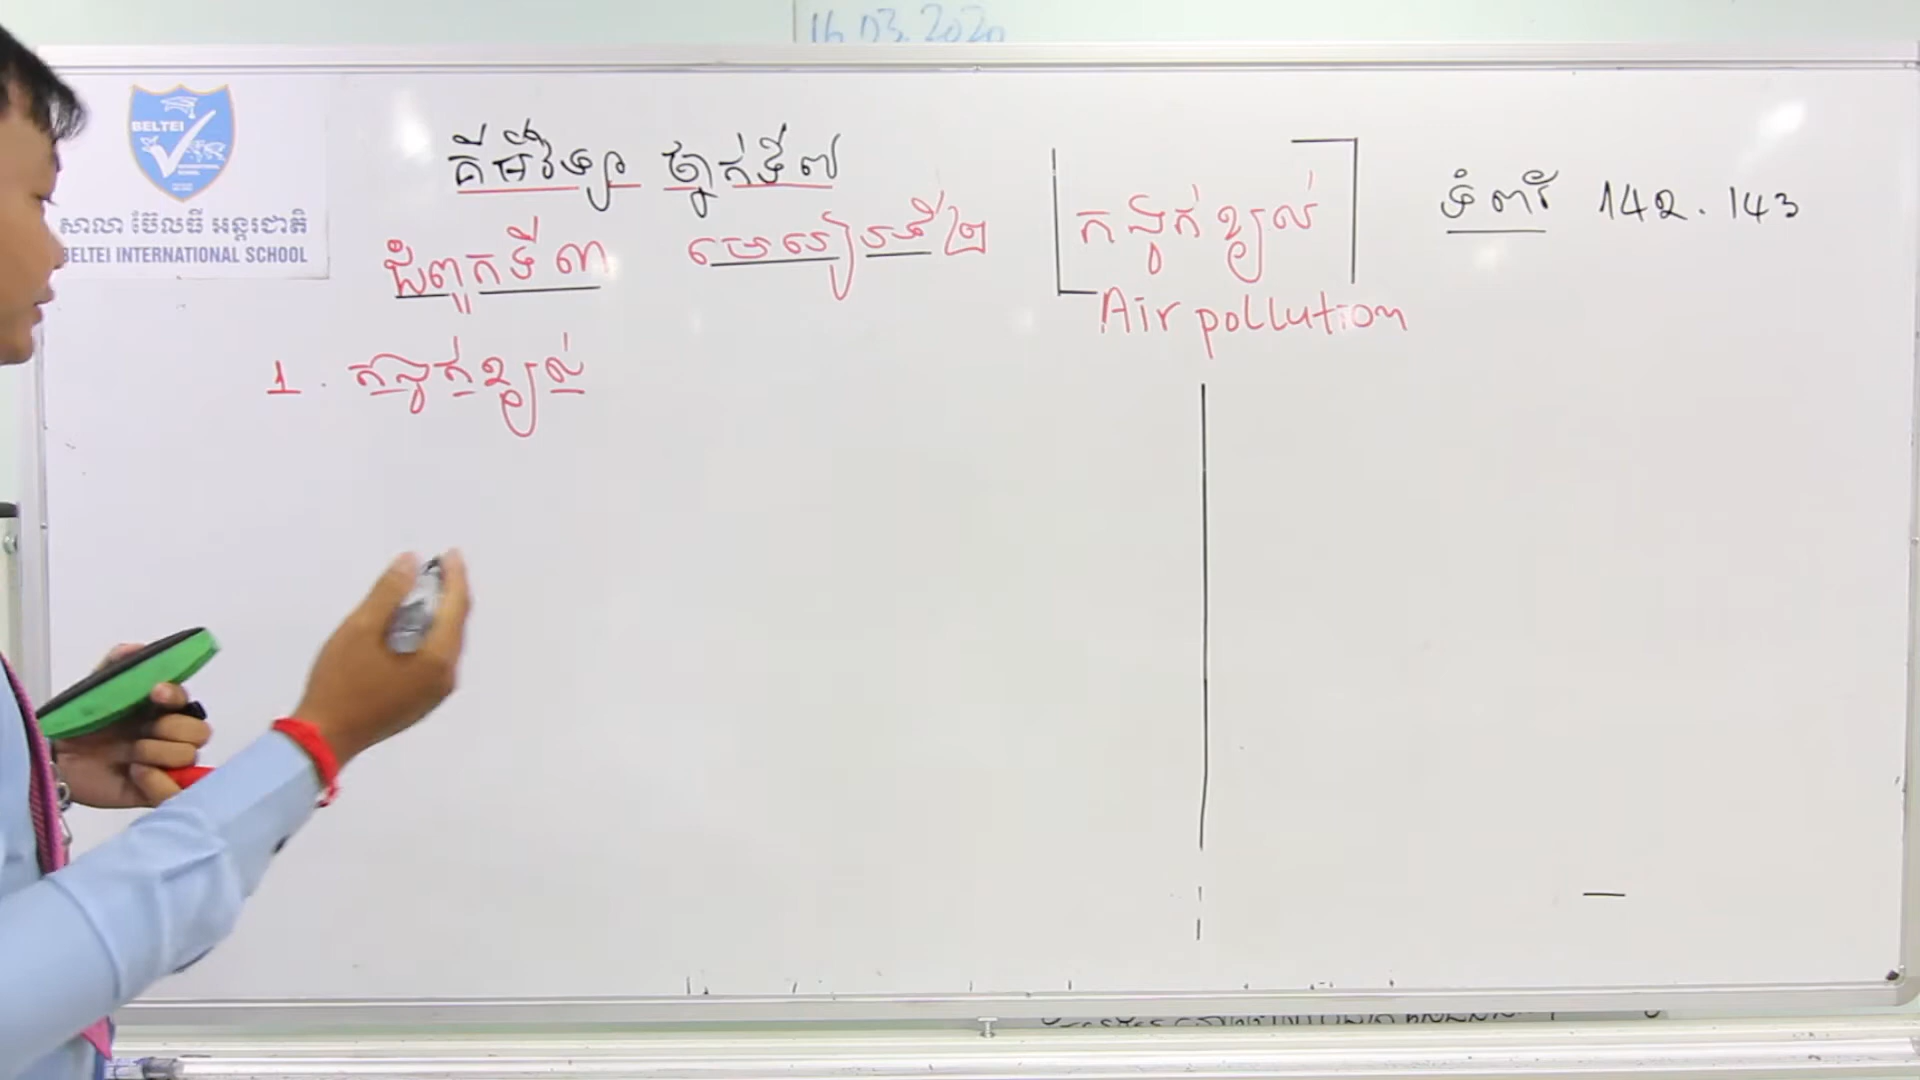 16.03.2020
BELTEI
សាលា ប៊ែលធី អន្តរជាតិ
BELTEI INTERNATIONAL SCHOOL
គីមីវិទ្យា ថ្នាក់ទី៧
ជំពូកទី ៣ មេរៀនទី ២
កង្វក់ខ្យល់
Air pollution
ទំព័រ 142.143
1. កង្វក់ខ្យល់